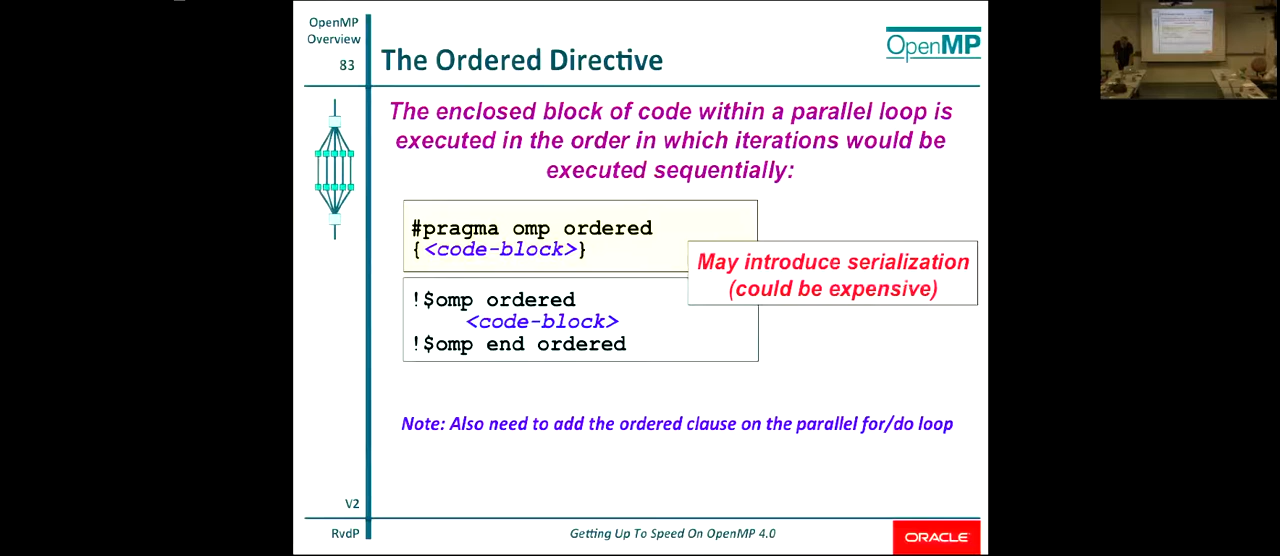 OpenMP
Overview
83
The Ordered Directive
OpenMP
The enclosed block of code within a parallel loop is
executed in the order in which iterations would be
executed sequentially:
#pragma omp ordered
{<code-block>}
May introduce serialization
(could be expensive)
!$omp ordered
<code-block>
!$omp end ordered
Note: Also need to add the ordered clause on the parallel for/do loop
V2
RvdP
Getting Up To Speed On OpenMP 4.0
ORACLE